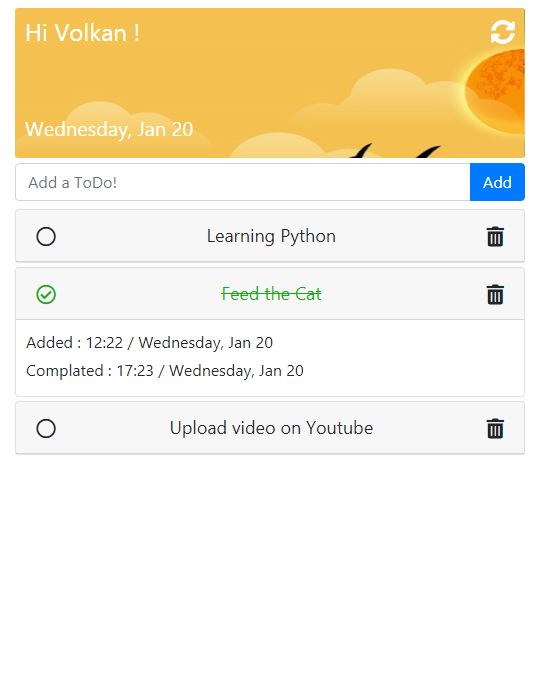 Hi Volkan !
Wednesday, Jan 20
Add a ToDo!
Add
Learning Python
Feed the Cat
Added : 12:22 / Wednesday, Jan 20
Complated : 17:23 / Wednesday, Jan 20
Upload video on Youtube